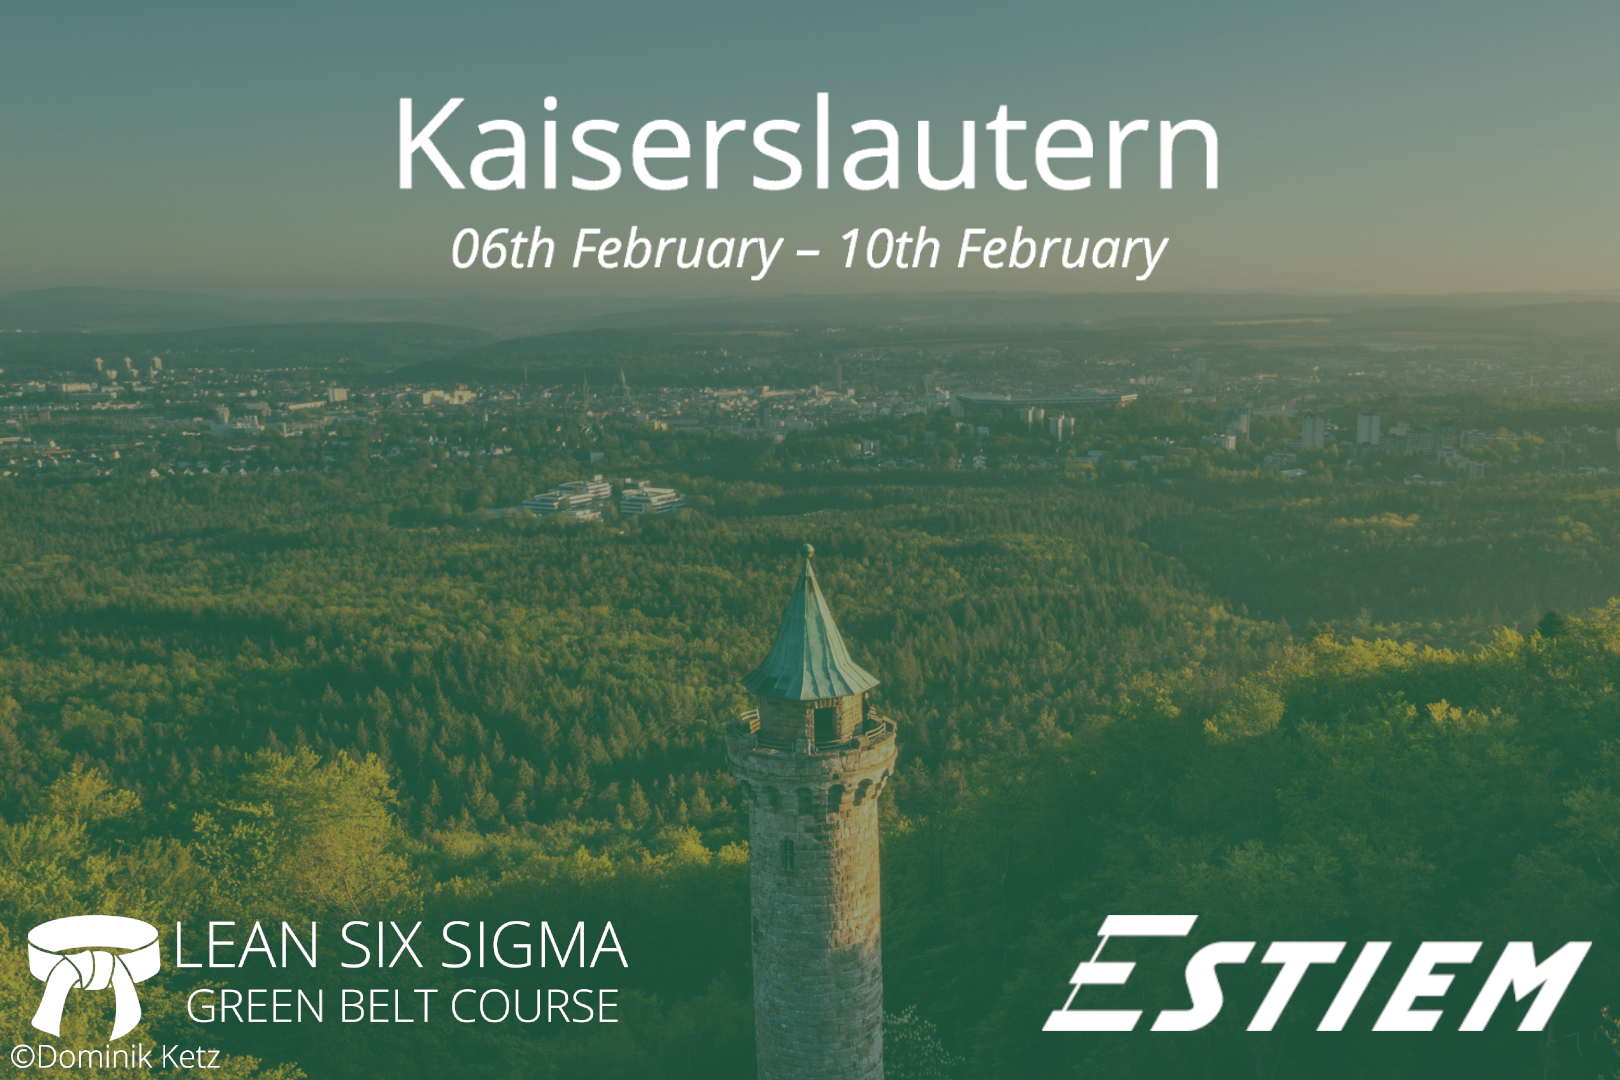 Kaiserslautern
06th February – 10th February
LEAN SIX SIGMA
GREEN BELT COURSE
©Dominik Ketz
ESTIEM